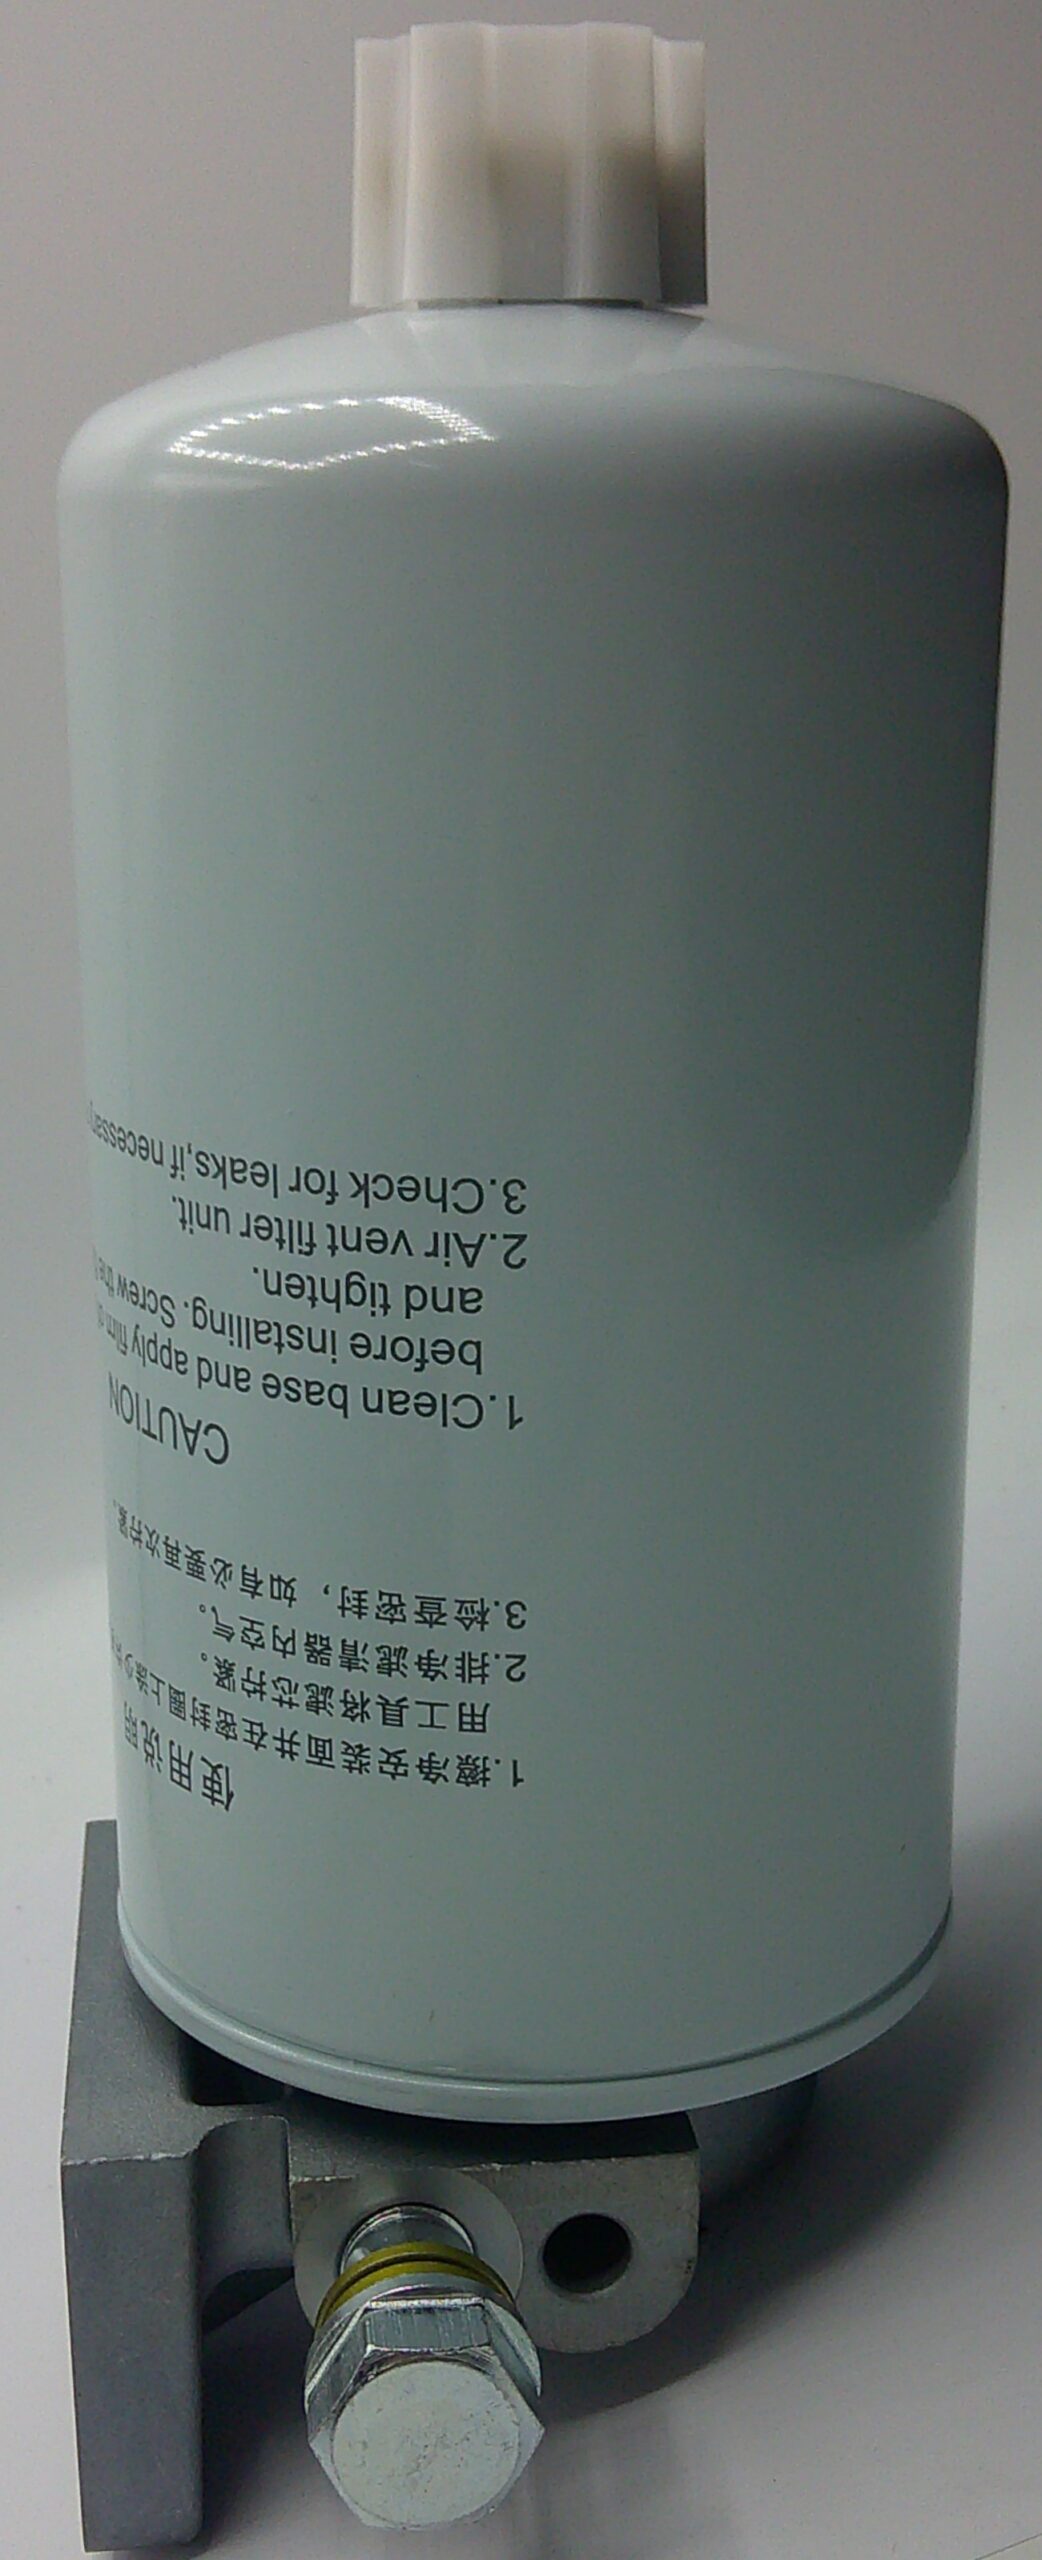 使用说明
1.擦净安装面并在密封圈上涂少许
用工具将滤芯拧紧。
2.排净滤清器内空气。
3.检查密封，如有必要再次拧紧。
CAUTION
1.Clean base and apply film
before installing. Screw the
and tighten.
2.Air vent filter unit.
3.Check for leaks,if necessary